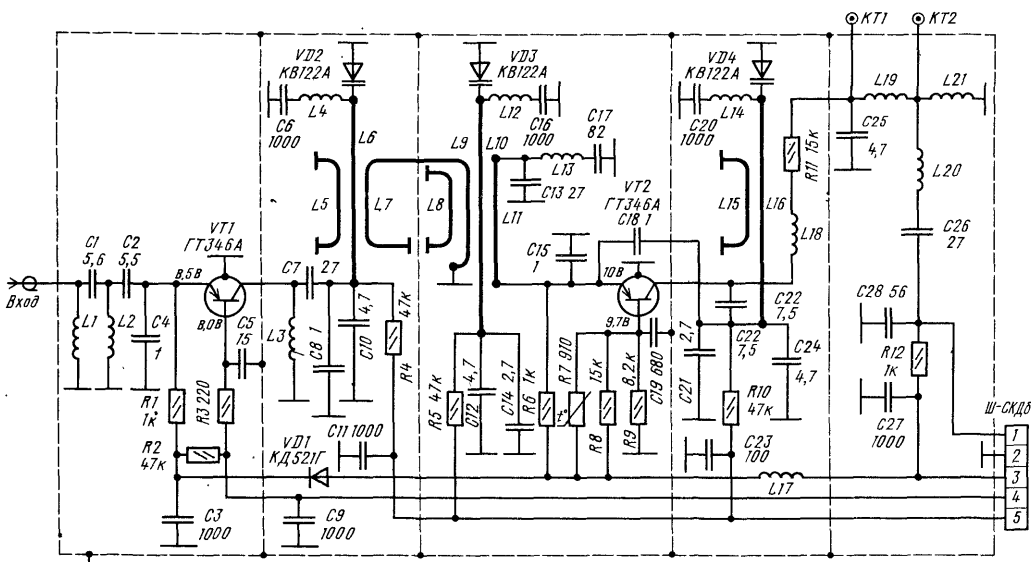 КТ1
КТ2
VD2
КВ122А
VD3
КВ122А
VD4
КВ122А
L19
L21
C6
1000
L4
L12
C16
1000
C17
82
C20
1000
L14
C25
4,7
L6
L9
L10
L13
C13 27
R11 15к
L20
L5
L7
L8
L11
VT2
ГТ346А
C18 1
L15
L16
L18
C26
27
VT1
ГТ346А
C1
5,6
C2
5,5
C7
27
C15
1
8,5В
10В
Вход
8,0В
9,7В
C22
7,5
C28 56
L1
L2
C4
1
C5
15
L3
C8 1
C10
4,7
R4
47к
C22
7,5
R12
1к
R1
1к
R3 220
R5 47к
C12
4,7
C14 2,7
R6 1к
R7 910
t°
R8
15к
R9
8,2к
C19 680
C21
2,7
R10
47к
C24
4,7
C27
1000
R2
47к
VD1
КД521Г
C11 1000
C23
100
L17
Ш-СКДб
1
2
3
4
5
C3
1000
C9
1000